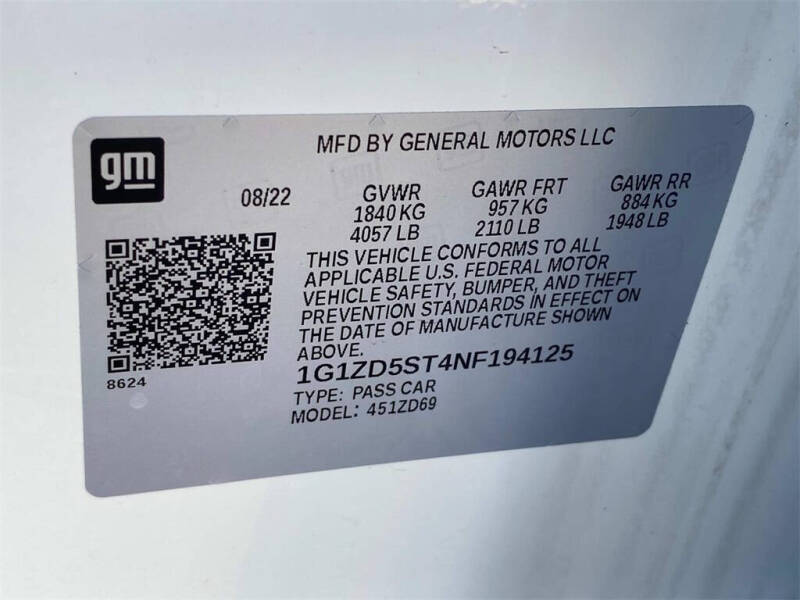 gm
MFD BY GENERAL MOTORS LLC
08/22
GVWR
1840 KG
4057 LB
GAWR FRT
957 KG
2110 LB
GAWR RR
884 KG
1948 LB
THIS VEHICLE CONFORMS TO ALL
APPLICABLE U.S. FEDERAL MOTOR
VEHICLE SAFETY, BUMPER, AND THEFT
PREVENTION STANDARDS IN EFFECT ON
THE DATE OF MANUFACTURE SHOWN
ABOVE.
8624
1G1ZD5ST4NF194125
TYPE: PASS CAR
MODEL: 451ZD69